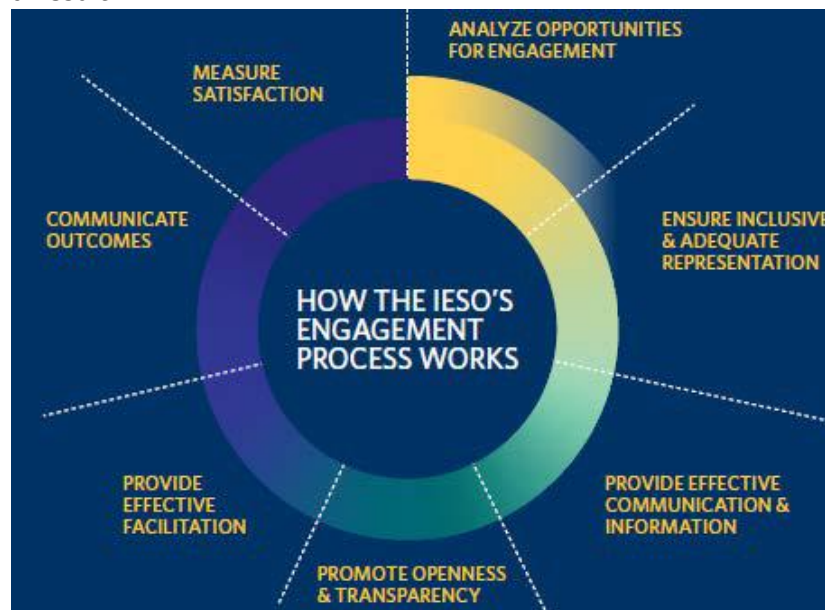 ANALYZE OPPORTUNITIES
FOR ENGAGEMENT
MEASURE
SATISFACTION
COMMUNICATE
OUTCOMES
ENSURE INCLUSIVE
& ADEQUATE
REPRESENTATION
HOW THE IESO'S
ENGAGEMENT
PROCESS WORKS
PROVIDE
EFFECTIVE
FACILITATION
PROVIDE EFFECTIVE
COMMUNICATION &
INFORMATION
PROMOTE OPENNESS
& TRANSPARENCY